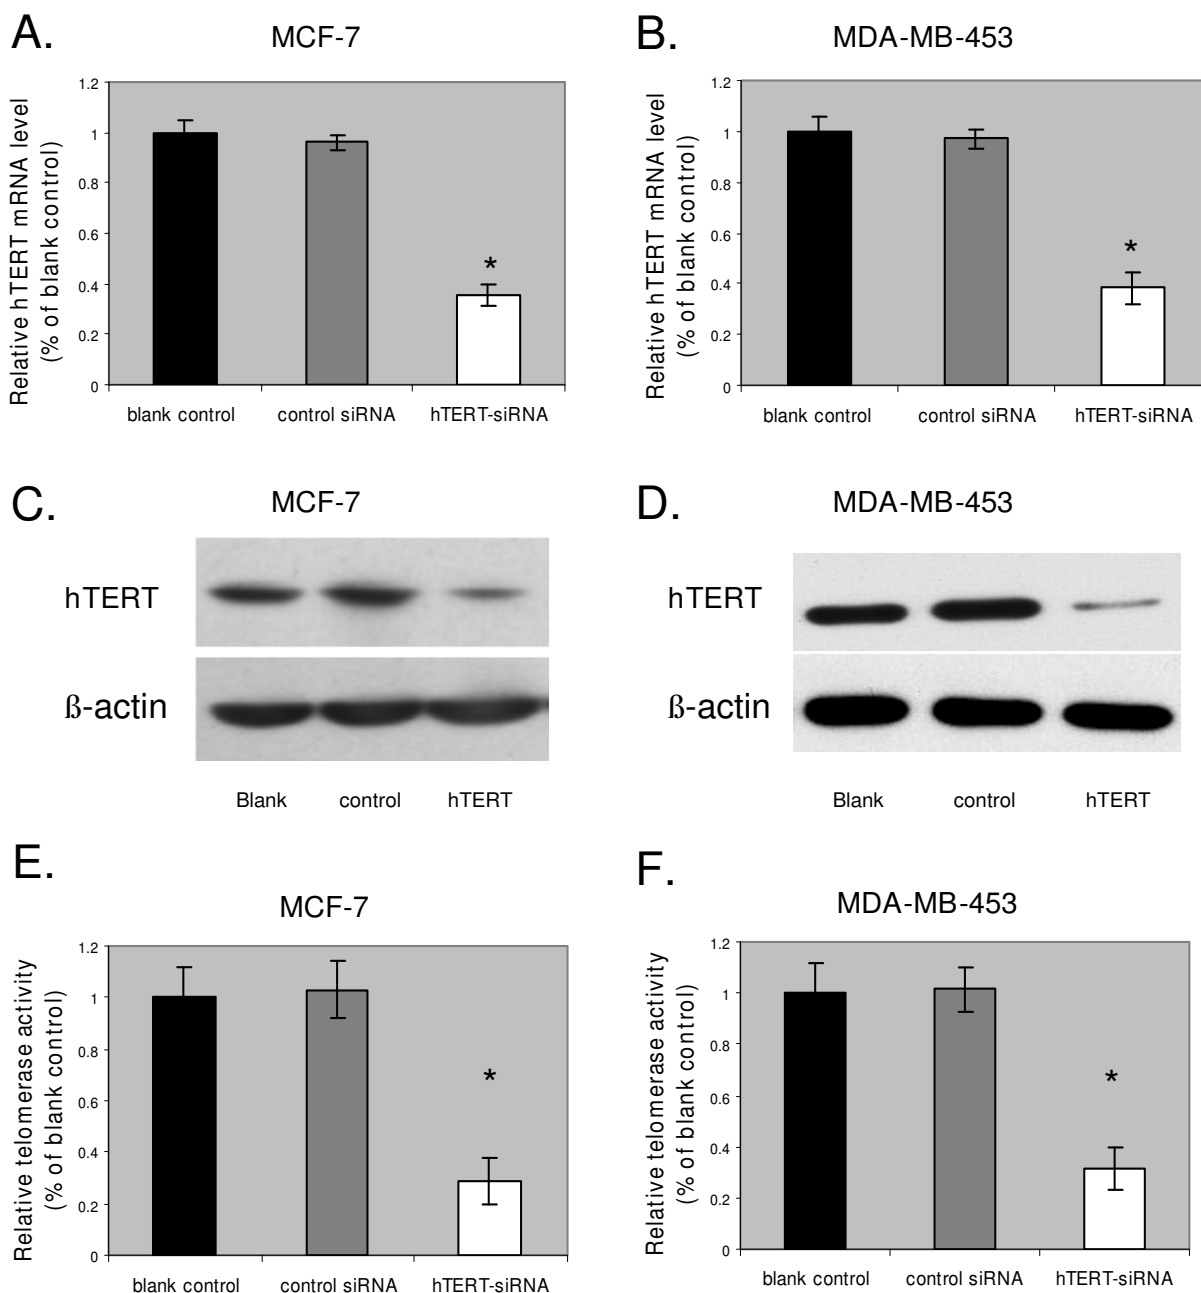 A.
MCF-7
Relative hTERT mRNA level
(% of blank control)
1.2
1
0.8
0.6
0.4
0.2
0
*
blank control
control siRNA
hTERT-siRNA
B.
MDA-MB-453
Relative hTERT mRNA level
(% of blank control)
1.2
1
0.8
0.6
0.4
0.2
0
*
blank control
control siRNA
hTERT-siRNA
C.
MCF-7
hTERT
ß-actin
Blank
control
hTERT
D.
MDA-MB-453
hTERT
ß-actin
Blank
control
hTERT
E.
MCF-7
Relative telomerase activity
(% of blank control)
1.2
1
0.8
0.6
0.4
0.2
0
*
blank control
control siRNA
hTERT-siRNA
F.
MDA-MB-453
Relative telomerase activity
(% of blank control)
1.2
1
0.8
0.6
0.4
0.2
0
*
blank control
control siRNA
hTERT-siRNA